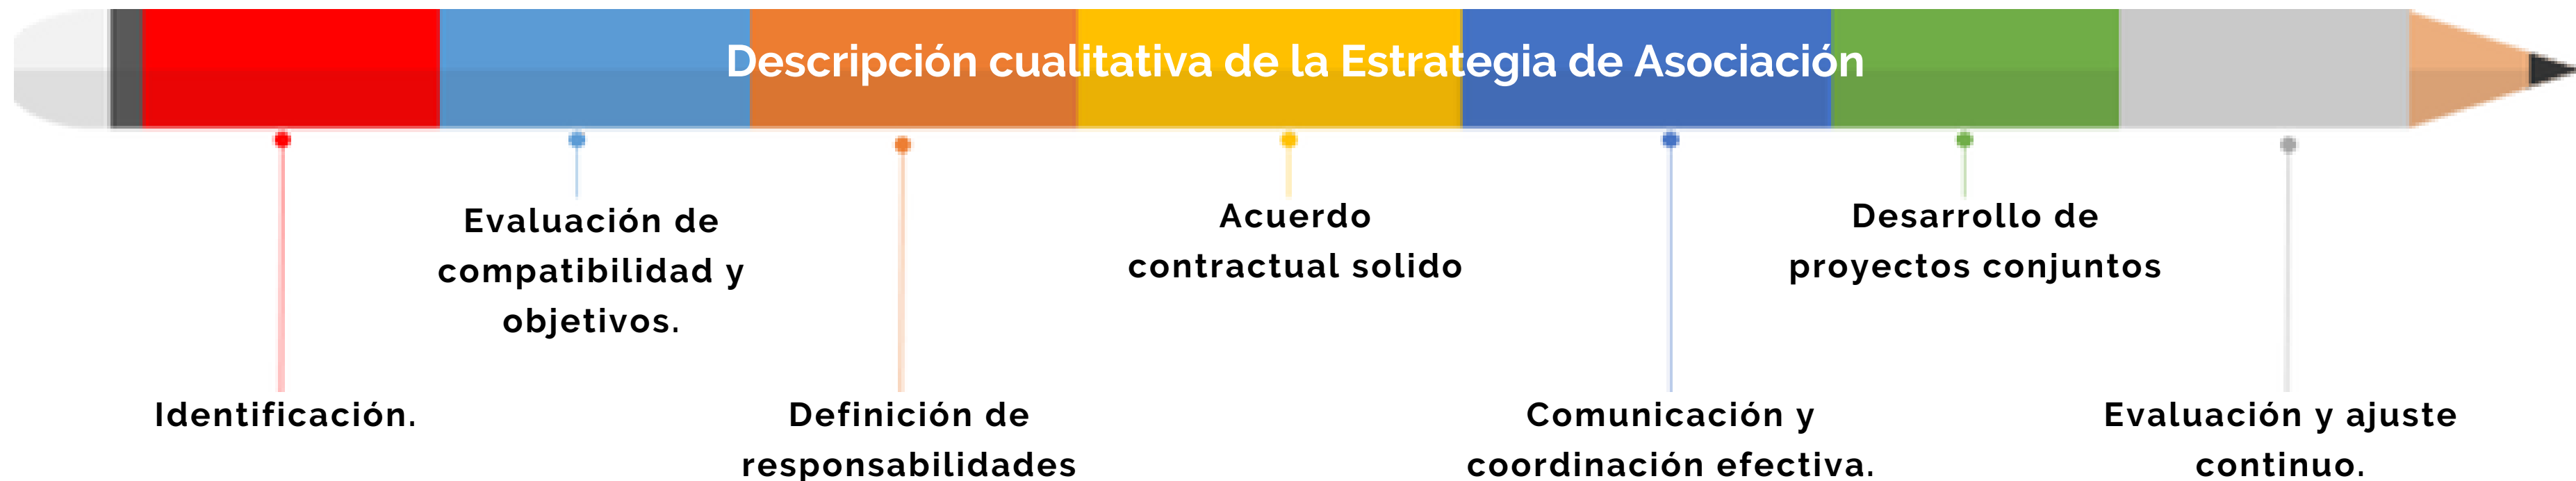 Descripción cualitativa de la Estrategia de Asociación
Identificación.
Evaluación de
compatibilidad y
objetivos.
Definición de
responsabilidades
Acuerdo
contractual solido
Comunicación y
coordinación efectiva.
Desarrollo de
proyectos conjuntos
Evaluación y ajuste
continuo.